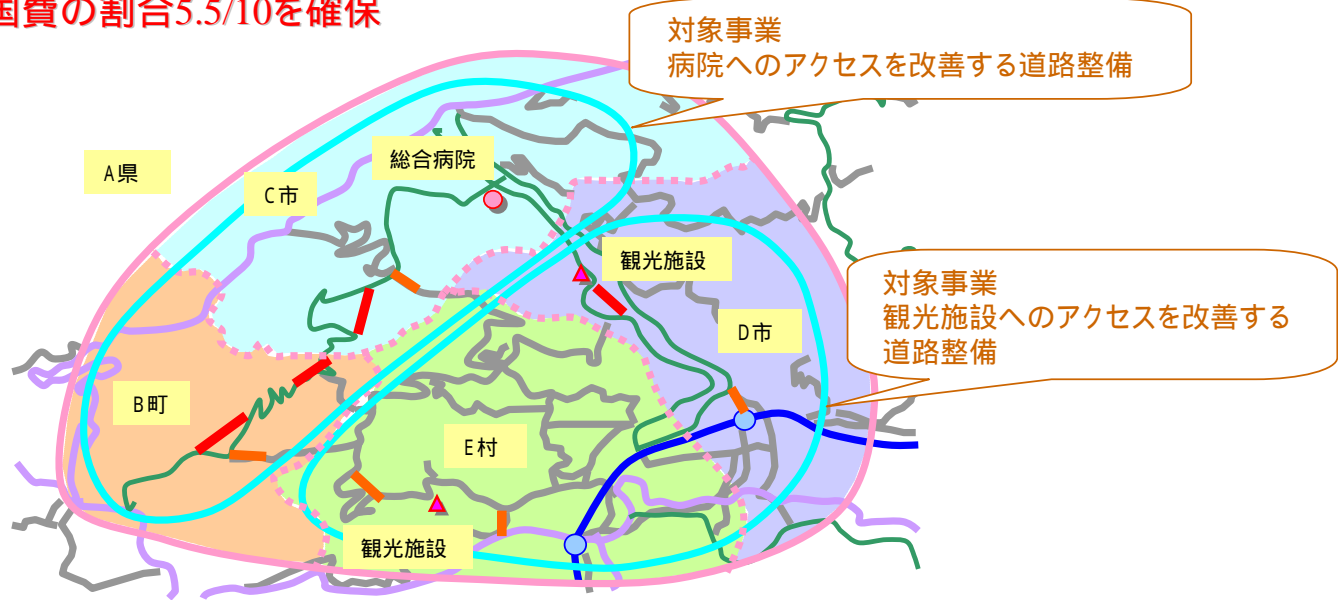 国費の割合5.5/10を確保
対象事業
病院へのアクセスを改善する道路整備
A県
C市
総合病院
観光施設
対象事業
観光施設へのアクセスを改善する
道路整備
D市
B町
E村
観光施設